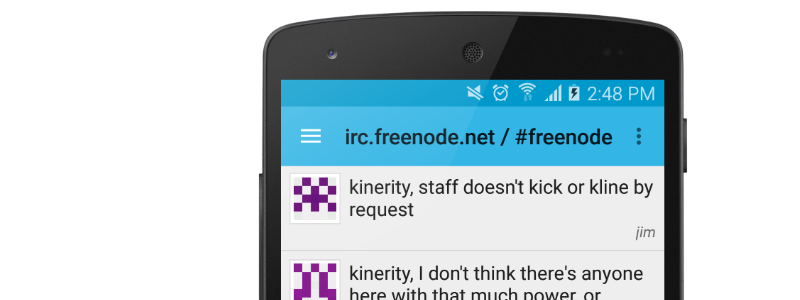 2:48 PM
irc.freenode.net / #freenode
kinerity, staff doesn't kick or kline by
request
jim
kinerity, I don't think there's anyone
here with that much power, or